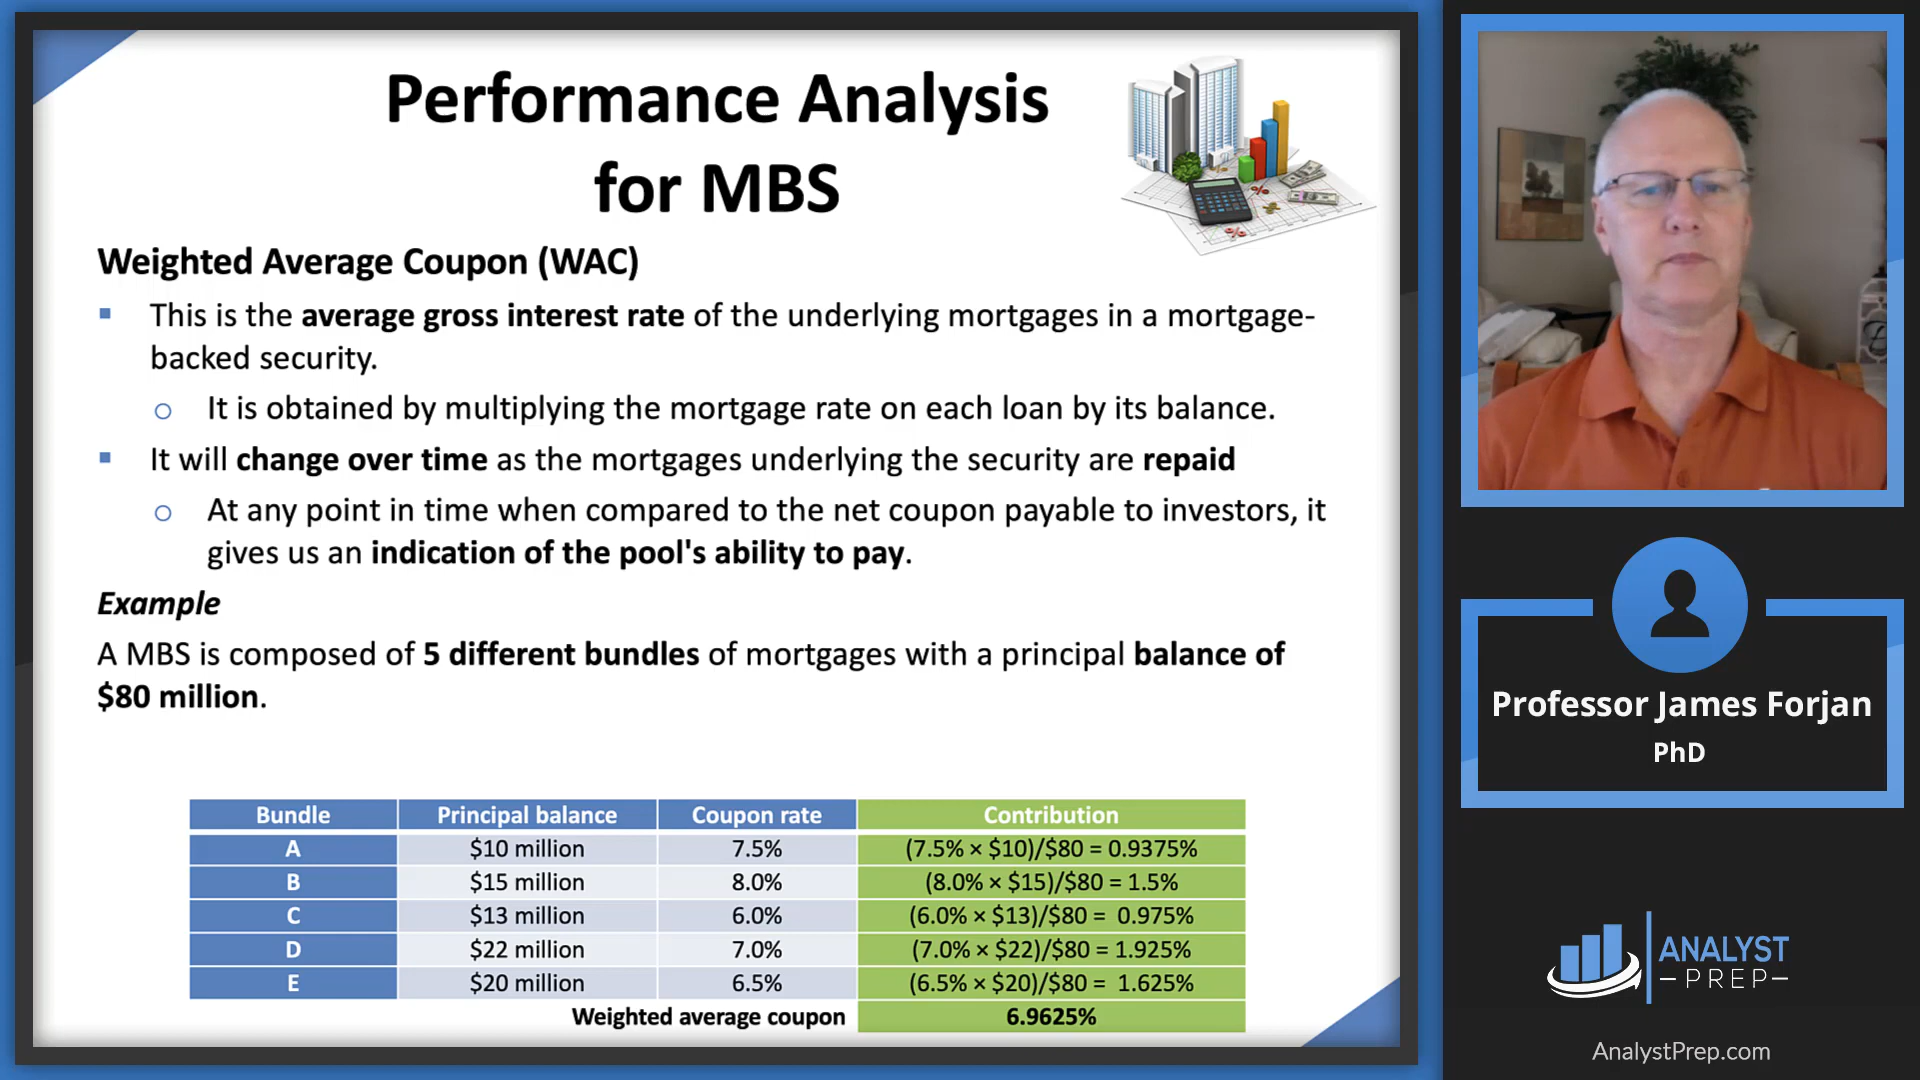 Performance Analysis
for MBS
Weighted Average Coupon (WAC)
This is the average gross interest rate of the underlying mortgages in a mortgage-
backed security.
It is obtained by multiplying the mortgage rate on each loan by its balance.
It will change over time as the mortgages underlying the security are repaid
At any point in time when compared to the net coupon payable to investors, it
gives us an indication of the pool's ability to pay.
Example
A MBS is composed of 5 different bundles of mortgages with a principal balance of
$80 million.
Bundle Principal balance Coupon rate Contribution
A $10 million 7.5% (7.5% × $10)/$80 = 0.9375%
B $15 million 8.0% (8.0% × $15)/$80 = 1.5%
C $13 million 6.0% (6.0% × $13)/$80 = 0.975%
D $22 million 7.0% (7.0% × $22)/$80 = 1.925%
E $20 million 6.5% (6.5% × $20)/$80 = 1.625%
Weighted average coupon 6.9625%
Professor James Forjan
PhD
ANALYST
PREP
AnalystPrep.com